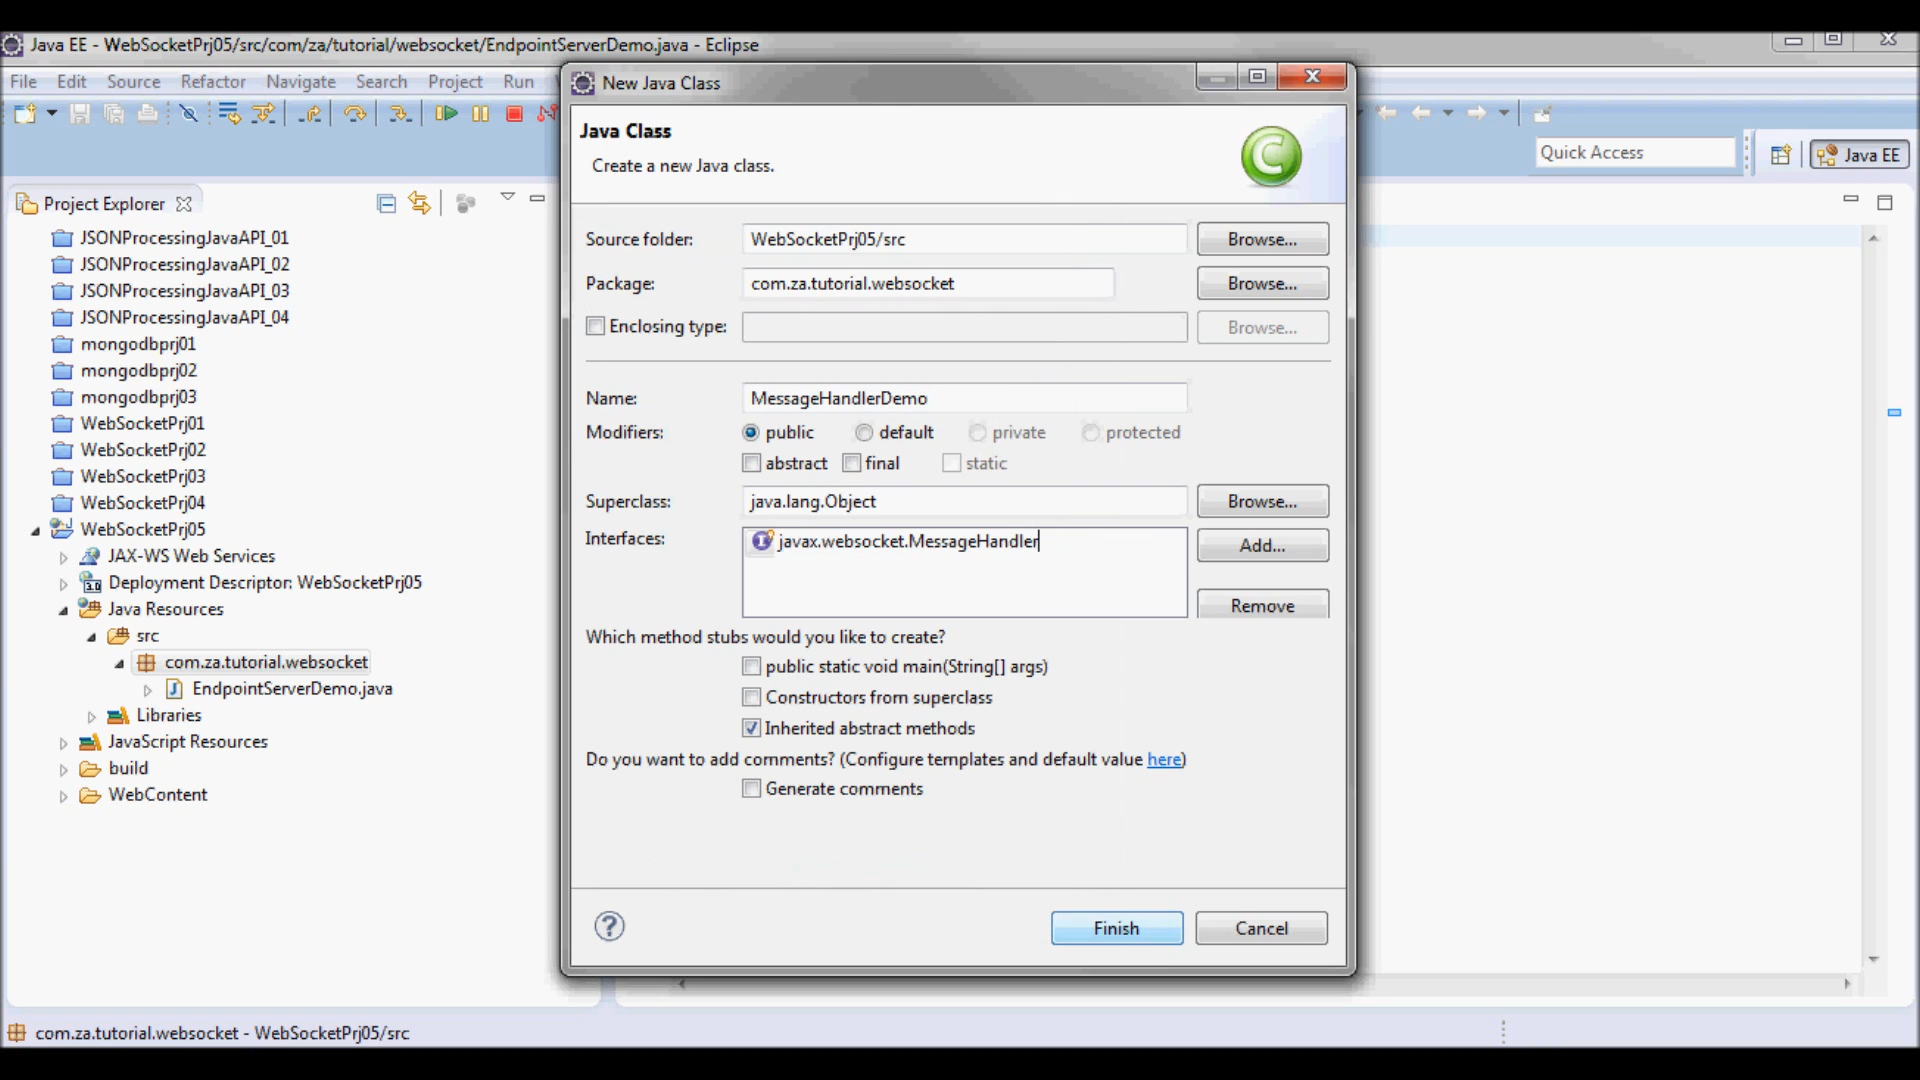 Java EE - WebSocketPrj05/src/com/za/tutorial/websocket/EndpointServerDemo.java - Eclipse
File Edit Source Refactor Navigate Search Project Run
Quick Access
Java EE
Project Explorer
JSONProcessingJavaAPI_01
JSONProcessingJavaAPI_02
JSONProcessingJavaAPI_03
JSONProcessingJavaAPI_04
mongodbprj01
mongodbprj02
mongodbprj03
WebSocketPrj01
WebSocketPrj02
WebSocketPrj03
WebSocketPrj04
WebSocketPrj05
JAX-WS Web Services
Deployment Descriptor: WebSocketPrj05
Java Resources
src
com.za.tutorial.websocket
EndpointServerDemo.java
Libraries
JavaScript Resources
build
WebContent
New Java Class
Java Class
Create a new Java class.
Source folder: WebSocketPrj05/src Browse...
Package: com.za.tutorial.websocket Browse...
Enclosing type: Browse...
Name: MessageHandlerDemo
Modifiers: public default private protected
abstract final static
Superclass: java.lang.Object Browse...
Interfaces: javax.websocket.MessageHandler Add...
Remove
Which method stubs would you like to create?
public static void main(String[] args)
Constructors from superclass
Inherited abstract methods
Do you want to add comments? (Configure templates and default value here)
Generate comments
Finish Cancel
com.za.tutorial.websocket - WebSocketPrj05/src